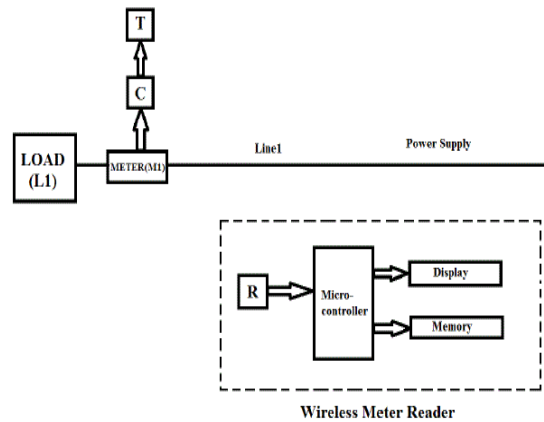 T
C
LOAD
(L1)
METER(M1)
Line1
Power Supply
R
Micro-
controller
Display
Memory
Wireless Meter Reader